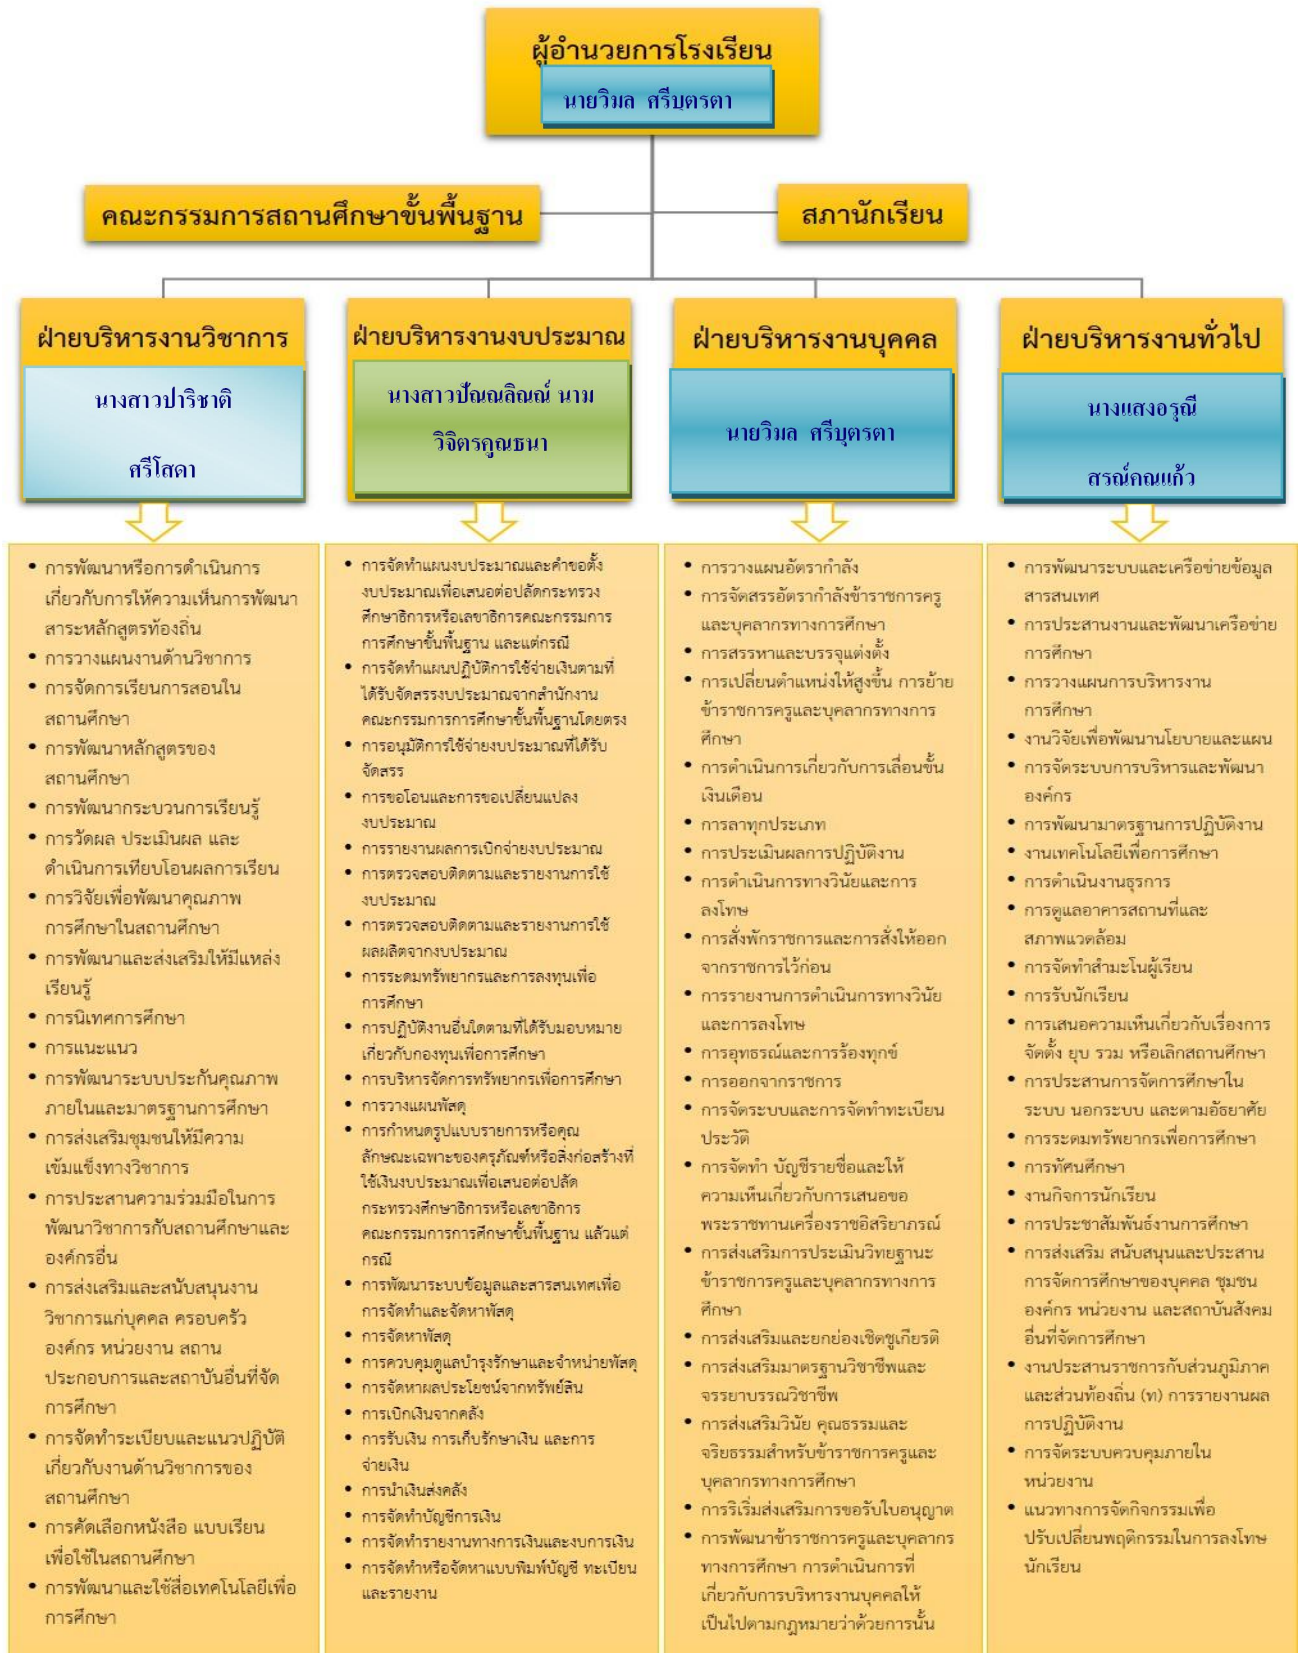 ผู้อำนวยการโรงเรียน
นายวิมล ศรีบุตรตา
คณะกรรมการสถานศึกษาขั้นพื้นฐาน
สภานักเรียน
ฝ่ายบริหารงานวิชาการ
นางสาวปาริชาติ
ศรีโสดา
• การพัฒนาหรือการดำเนินการ
เกี่ยวกับการให้ความเห็นการพัฒนา
สาระหลักสูตรท้องถิ่น
• การวางแผนงานด้านวิชาการ
• การจัดการเรียนการสอนใน
สถานศึกษา
• การพัฒนาหลักสูตรของ
สถานศึกษา
• การพัฒนากระบวนการเรียนรู้
• การวัดผล ประเมินผล และ
ดำเนินการเทียบโอนผลการเรียน
• การวิจัยเพื่อพัฒนาคุณภาพ
การศึกษาในสถานศึกษา
• การพัฒนาและส่งเสริมให้มีแหล่ง
เรียนรู้
• การนิเทศการศึกษา
• การแนะแนว
• การพัฒนาระบบประกันคุณภาพ
ภายในและมาตรฐานการศึกษา
• การส่งเสริมชุมชนให้มีความ
เข้มแข็งทางวิชาการ
• การประสานความร่วมมือในการ
พัฒนาวิชาการกับสถานศึกษาและ
องค์กรอื่น
• การส่งเสริมและสนับสนุนงาน
วิชาการแก่บุคคล ครอบครัว
องค์กร หน่วยงาน สถาน
ประกอบการและสถาบันอื่นที่จัด
การศึกษา
• การจัดทำระเบียบและแนวปฏิบัติ
เกี่ยวกับงานด้านวิชาการของ
สถานศึกษา
• การคัดเลือกหนังสือ แบบเรียน
เพื่อใช้ในสถานศึกษา
• การพัฒนาและใช้สื่อเทคโนโลยีเพื่อ
การศึกษา
ฝ่ายบริหารงานงบประมาณ
นางสาวปัณณลิณณ์ นาม
วิจิตรคูณธนา
• การจัดทำแผนงบประมาณและคำขอตั้ง
งบประมาณเพื่อเสนอต่อปลัดกระทรวง
ศึกษาธิการหรือเลขาธิการคณะกรรมการ
การศึกษาขั้นพื้นฐาน และแต่กรณี
• การจัดทำแผนปฏิบัติการใช้จ่ายเงินตามที่
ได้รับจัดสรรงบประมาณจากสำนักงาน
คณะกรรมการการศึกษาขั้นพื้นฐานโดยตรง
• การอนุมัติการใช้จ่ายงบประมาณที่ได้รับ
จัดสรร
• การขอโอนและการขอเปลี่ยนแปลง
งบประมาณ
• การรายงานผลการเบิกจ่ายงบประมาณ
• การตรวจสอบติดตามและรายงานการใช้
งบประมาณ
• การตรวจสอบติดตามและรายงานการใช้
ผลผลิตจากงบประมาณ
• การระดมทรัพยากรและการลงทุนเพื่อ
การศึกษา
• การปฏิบัติงานอื่นใดตามที่ได้รับมอบหมาย
เกี่ยวกับกองทุนเพื่อการศึกษา
• การบริหารจัดการทรัพยากรเพื่อการศึกษา
• การวางแผนพัสดุ
• การกำหนดรูปแบบรายการหรือคุณ
ลักษณะเฉพาะของครุภัณฑ์หรือสิ่งก่อสร้างที่
ใช้เงินงบประมาณเพื่อเสนอต่อปลัด
กระทรวงศึกษาธิการหรือเลขาธิการ
คณะกรรมการการศึกษาขั้นพื้นฐาน แล้วแต่
กรณี
• การพัฒนาระบบข้อมูลและสารสนเทศเพื่อ
การจัดทำและจัดหาพัสดุ
• การจัดหาพัสดุ
• การควบคุมดูแลบำรุงรักษาและจำหน่ายพัสดุ
• การจัดหาผลประโยชน์จากทรัพย์สิน
• การเบิกเงินจากคลัง
• การรับเงิน การเก็บรักษาเงิน และการ
จ่ายเงิน
• การนำเงินส่งคลัง
• การจัดทำบัญชีการเงิน
• การจัดทำรายงานทางการเงินและงบการเงิน
• การจัดทำหรือจัดหาแบบพิมพ์บัญชี ทะเบียน
และรายงาน
ฝ่ายบริหารงานบุคคล
นายวิมล ศรีบุตรตา
• การวางแผนอัตรากำลัง
• การจัดสรรอัตรากำลังข้าราชการครู
และบุคลากรทางการศึกษา
• การสรรหาและบรรจุแต่งตั้ง
• การเปลี่ยนตำแหน่งให้สูงขึ้น การย้าย
ข้าราชการครูและบุคลากรทางการ
ศึกษา
• การดำเนินการเกี่ยวกับการเลื่อนขั้น
เงินเดือน
• การลาทุกประเภท
• การประเมินผลการปฏิบัติงาน
• การดำเนินการทางวินัยและการ
ลงโทษ
• การสั่งพักราชการและการสั่งให้ออก
จากราชการไว้ก่อน
• การรายงานการดำเนินการทางวินัย
และการลงโทษ
• การอุทธรณ์และการร้องทุกข์
• การออกจากราชการ
• การจัดระบบและการจัดทำทะเบียน
ประวัติ
• การจัดทำ บัญชีรายชื่อและให้
ความเห็นเกี่ยวกับการเสนอขอ
พระราชทานเครื่องราชอิสริยาภรณ์
• การส่งเสริมการประเมินวิทยฐานะ
ข้าราชการครูและบุคลากรทางการ
ศึกษา
• การส่งเสริมและยกย่องเชิดชูเกียรติ
• การส่งเสริมมาตรฐานวิชาชีพและ
จรรยาบรรณวิชาชีพ
• การส่งเสริมวินัย คุณธรรมและ
จริยธรรมสำหรับข้าราชการครูและ
บุคลากรทางการศึกษา
• การริเริ่มส่งเสริมการขอรับใบอนุญาต
• การพัฒนาข้าราชการครูและบุคลากร
ทางการศึกษา การดำเนินการที่
เกี่ยวกับการบริหารงานบุคคลให้
เป็นไปตามกฎหมายว่าด้วยการนั้น
ฝ่ายบริหารงานทั่วไป
นางแสงอรุณี
สรณ์คณแก้ว
• การพัฒนาระบบและเครือข่ายข้อมูล
สารสนเทศ
• การประสานงานและพัฒนาเครือข่าย
การศึกษา
• การวางแผนการบริหารงาน
การศึกษา
• งานวิจัยเพื่อพัฒนานโยบายและแผน
• การจัดระบบการบริหารและพัฒนา
องค์กร
• การพัฒนามาตรฐานการปฏิบัติงาน
• งานเทคโนโลยีเพื่อการศึกษา
• การดำเนินงานธุรการ
• การดูแลอาคารสถานที่และ
สภาพแวดล้อม
• การจัดทำสำมะโนผู้เรียน
• การรับนักเรียน
• การเสนอความเห็นเกี่ยวกับเรื่องการ
จัดตั้ง ยุบ รวม หรือเลิกสถานศึกษา
• การประสานการจัดการศึกษาใน
ระบบ นอกระบบ และตามอัธยาศัย
• การระดมทรัพยากรเพื่อการศึกษา
• การทัศนศึกษา
• งานกิจการนักเรียน
• การประชาสัมพันธ์งานการศึกษา
• การส่งเสริม สนับสนุนและประสาน
การจัดการศึกษาของบุคคล ชุมชน
องค์กร หน่วยงาน และสถาบันสังคม
อื่นที่จัดการศึกษา
• งานประสานราชการกับส่วนภูมิภาค
และส่วนท้องถิ่น (ท) การรายงานผล
การปฏิบัติงาน
• การจัดระบบควบคุมภายใน
หน่วยงาน
• แนวทางการจัดกิจกรรมเพื่อ
ปรับเปลี่ยนพฤติกรรมในการลงโทษ
นักเรียน